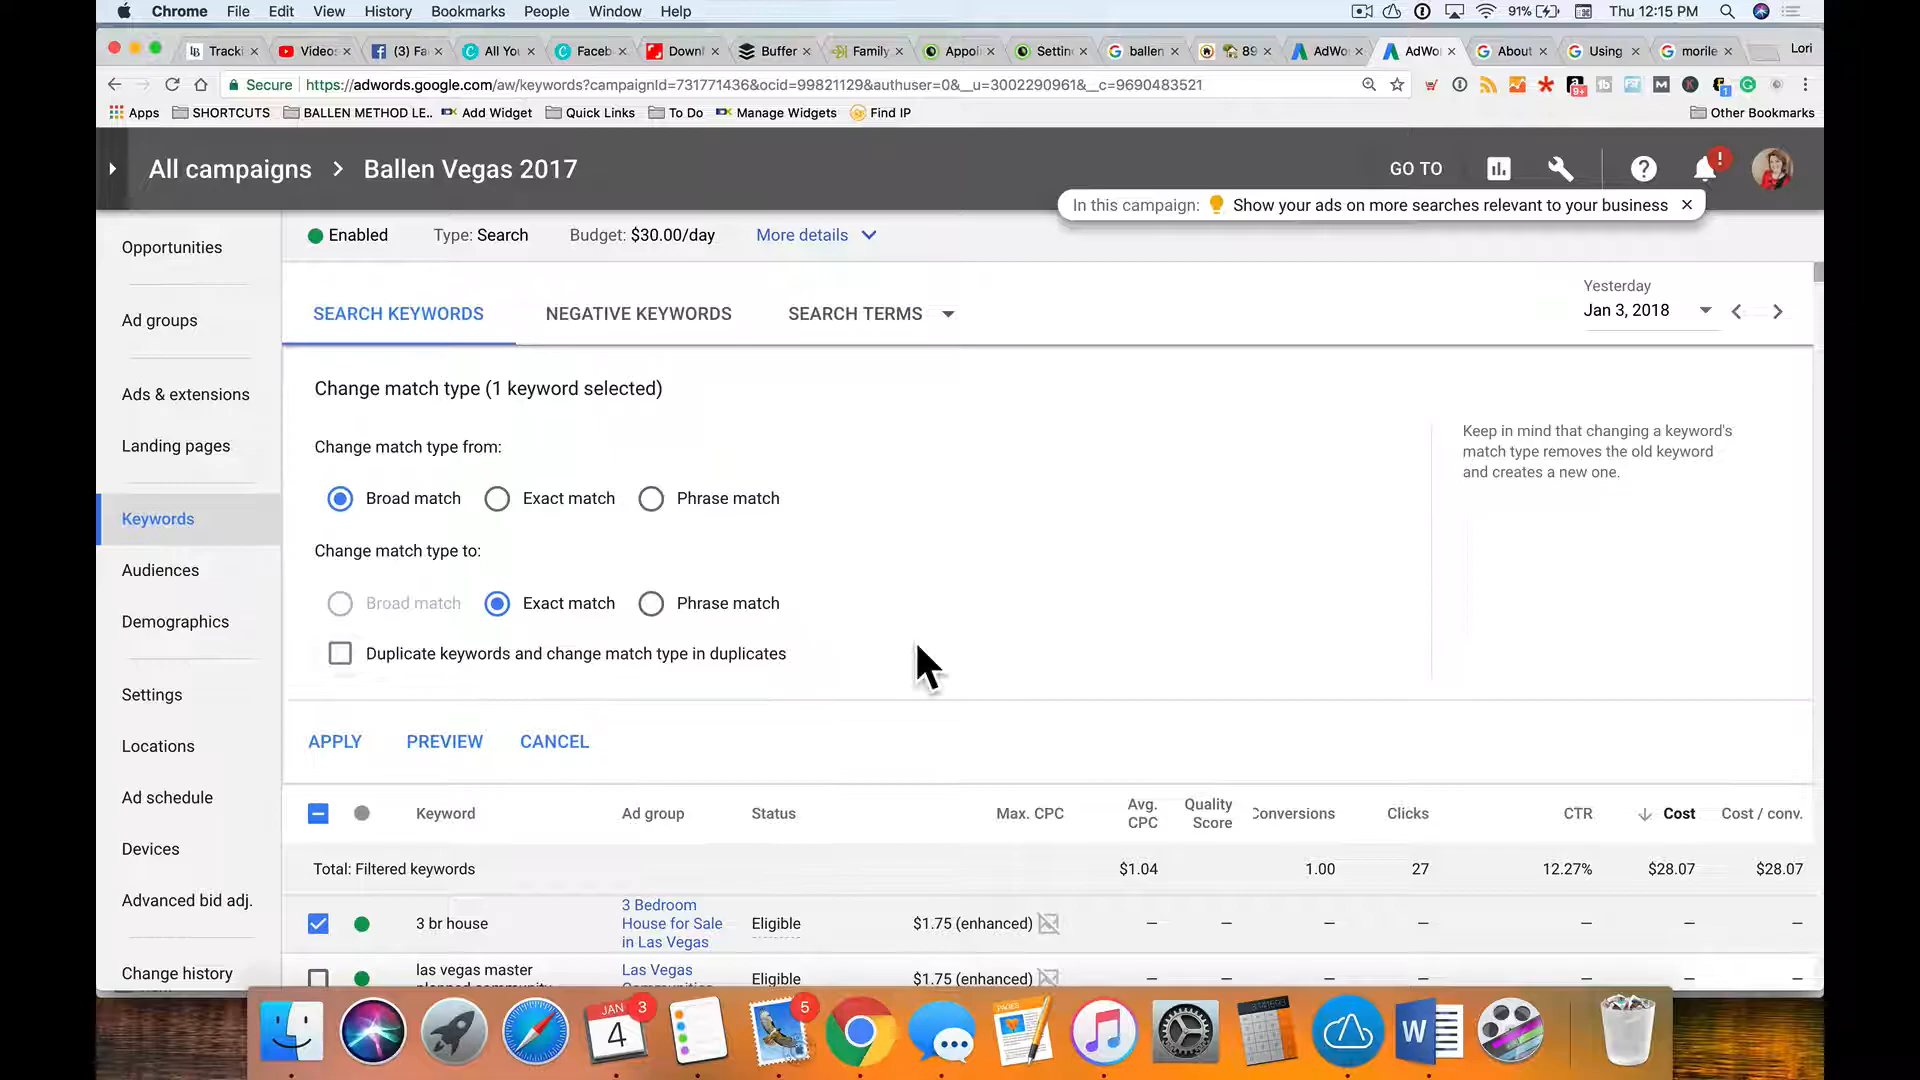 Chrome File Edit View History Bookmarks People Window Help 91% Thu 12:15 PM
Tracki Videos (3) Fa All You Faceb Downl Buffer Family Appoi Settin ballen 89 AdWo AdWo About Using morile Lori
Secure https://adwords.google.com/aw/keywords?campaignId=731771436&ocid=99821129&authuser=0&__u=3002290961&__c=9690483521
Apps SHORTCUTS BALLEN METHOD LE.. Add Widget Quick Links To Do Manage Widgets Find IP Other Bookmarks
All campaigns > Ballen Vegas 2017 GO TO
In this campaign: Show your ads on more searches relevant to your business
Enabled Type: Search Budget: $30.00/day More details
Opportunities
Ad groups
Ads & extensions
Landing pages
Keywords
Audiences
Demographics
Settings
Locations
Ad schedule
Devices
Advanced bid adj.
Change history
SEARCH KEYWORDS NEGATIVE KEYWORDS SEARCH TERMS
Yesterday
Jan 3, 2018
Change match type (1 keyword selected)
Change match type from:
Broad match Exact match Phrase match
Change match type to:
Broad match Exact match Phrase match
Duplicate keywords and change match type in duplicates
Keep in mind that changing a keyword's
match type removes the old keyword
and creates a new one.
APPLY PREVIEW CANCEL
Keyword Ad group Status Max. CPC Avg. CPC Quality Score Conversions Clicks CTR Cost Cost / conv.
Total: Filtered keywords $1.04 1.00 27 12.27% $28.07 $28.07
3 br house 3 Bedroom House for Sale in Las Vegas Eligible $1.75 (enhanced) — — — — — — —
las vegas master Las Vegas Eligible $1.75 (enhanced) — — — — — — —
JAN
4
3
5
PAGES
W